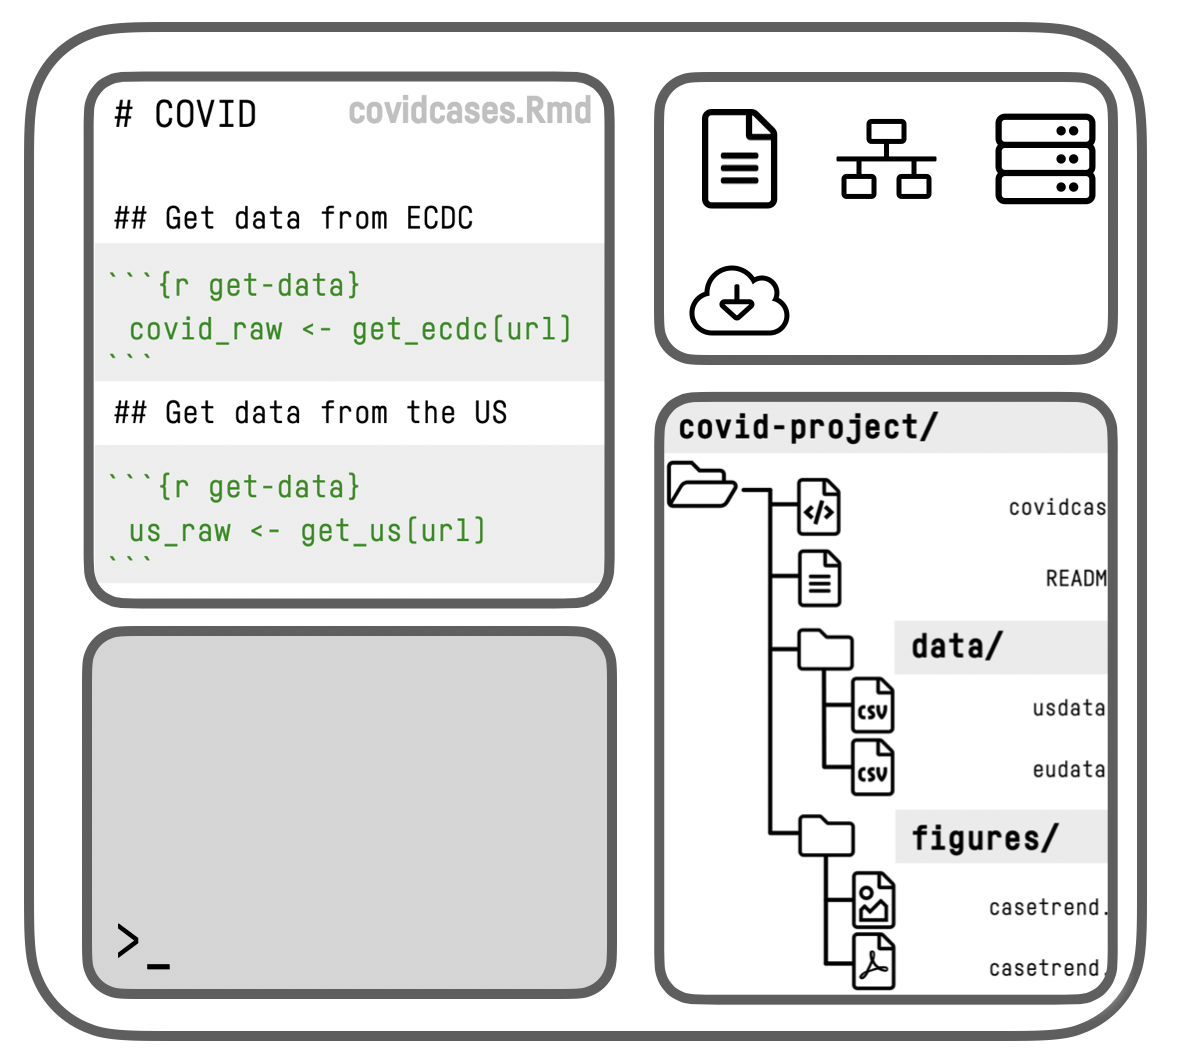 # COVID covidcases.Rmd
## Get data from ECDC
```{r get-data}
covid_raw <- get_ecdc(url)
```
## Get data from the US
```{r get-data}
us_raw <- get_us(url)
```
>_
covid-project/
</>
covidcas
READM
data/
CSV
usdata
CSV
eudata
figures/
casetrend.
casetrend.